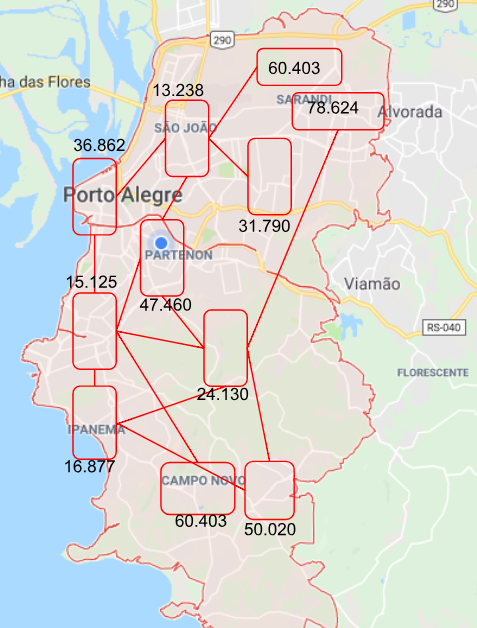 290
290
60.403
13.238
SARANDI
78.624
ha das Flores
Alvorada
SÃO JOÃO
36.862
Porto Alegre
31.790
PARTENON
15.125
Viamão
47.460
RS-040
FLORESCENTE
24.130
IPANEMA
16.877
CAMPO NOVO
60.403
50.020